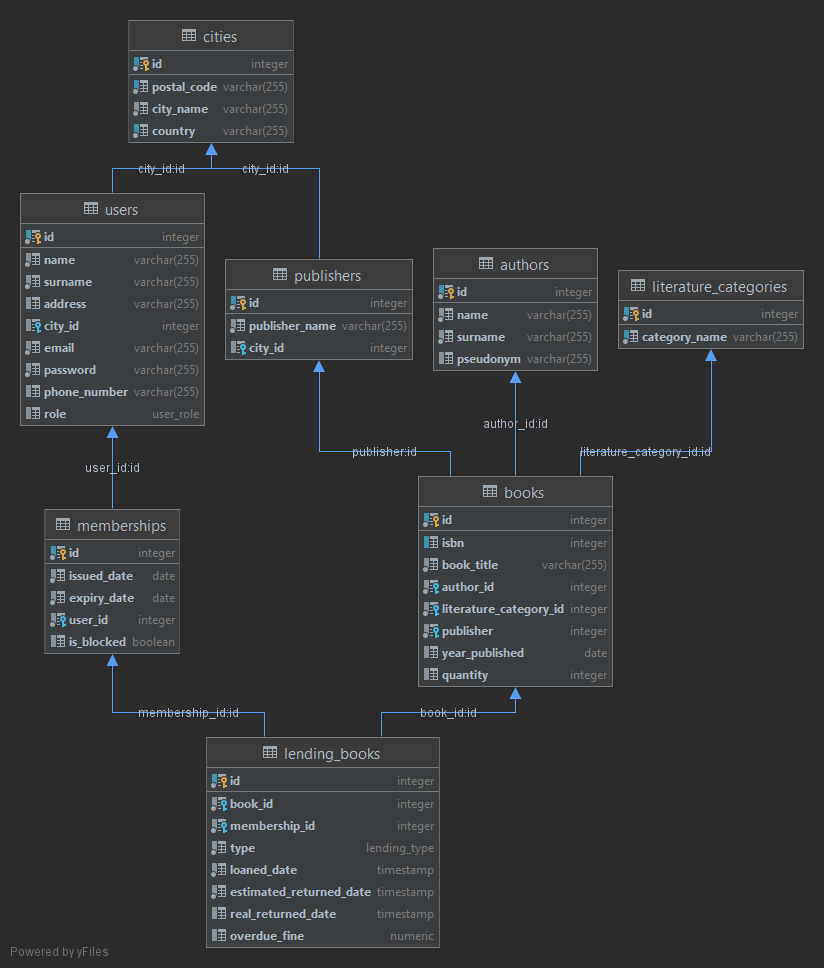 cities
id integer
postal_code varchar(255)
city_name varchar(255)
country varchar(255)
city_id:id
city_id:id
users
id integer
name varchar(255)
surname varchar(255)
address varchar(255)
city_id integer
email varchar(255)
password varchar(255)
phone_number varchar(255)
role user_role
publishers
id integer
publisher_name varchar(255)
city_id integer
authors
id integer
name varchar(255)
surname varchar(255)
pseudonym varchar(255)
literature_categories
id integer
category_name varchar(255)
user_id:id
publisher:id
author_id:id
literature_category_id:id
memberships
id integer
issued_date date
expiry_date date
user_id integer
is_blocked boolean
books
id integer
isbn integer
book_title varchar(255)
author_id integer
literature_category_id integer
publisher integer
year_published date
quantity integer
membership_id:id
book_id:id
lending_books
id integer
book_id integer
membership_id integer
type lending_type
loaned_date timestamp
estimated_returned_date timestamp
real_returned_date timestamp
overdue_fine numeric
Powered by yFiles